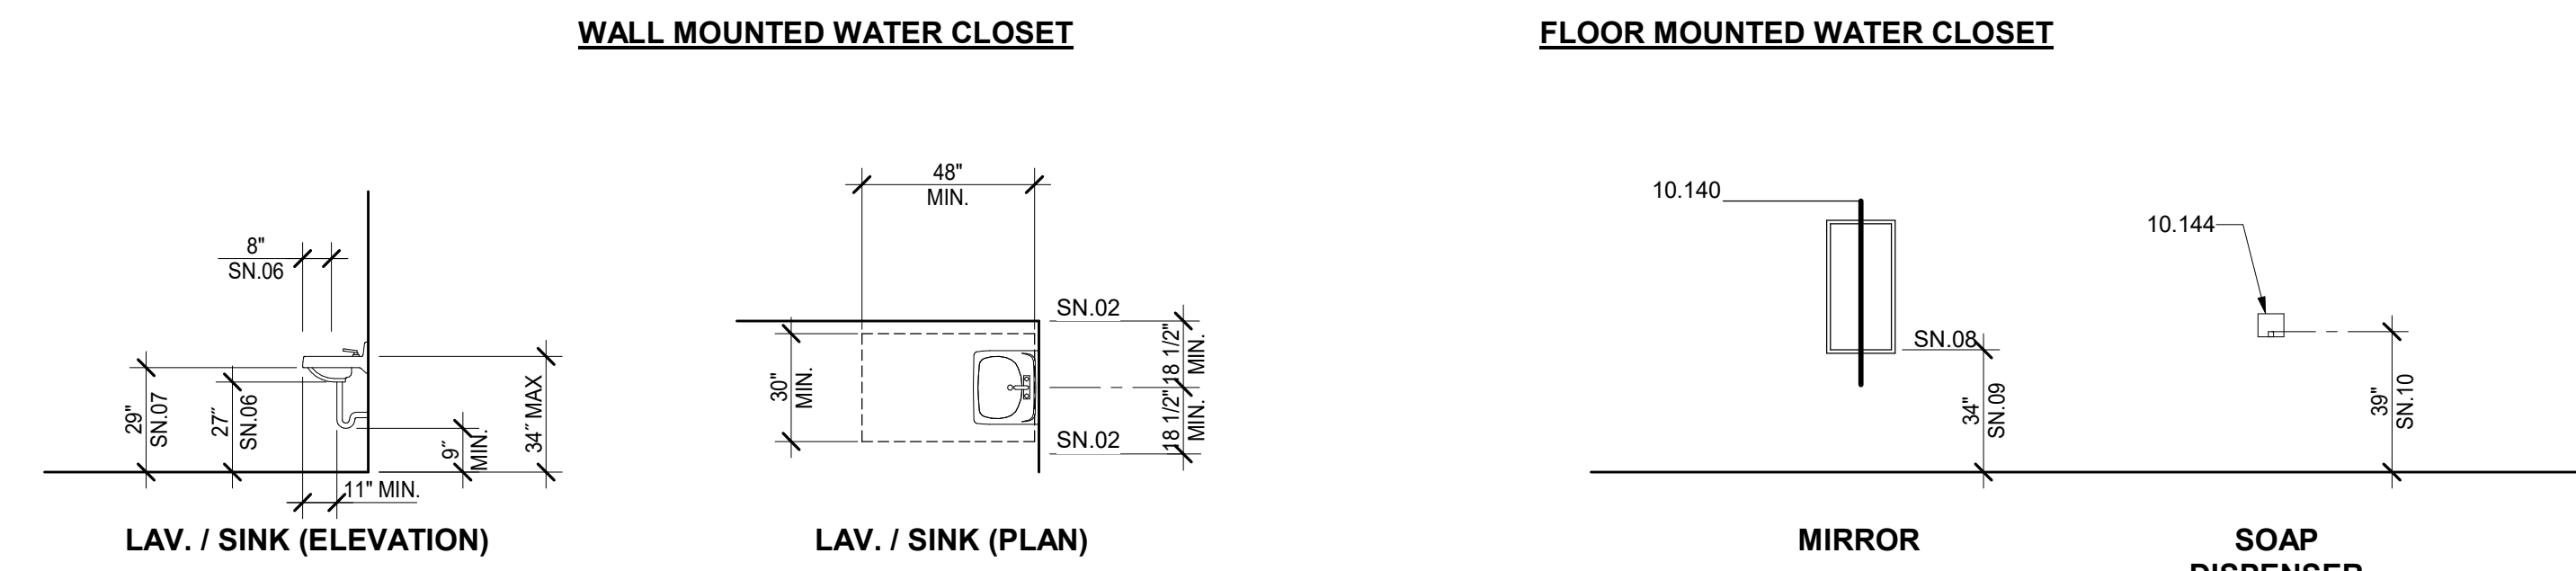 WALL MOUNTED WATER CLOSET
FLOOR MOUNTED WATER CLOSET
8"
SN.06
29"
SN.07
27"
SN.06
9"
MIN.
34" MAX
11" MIN.
LAV. / SINK (ELEVATION)
48"
MIN.
30"
MIN.
SN.02
18 1/2"
MIN.
18 1/2"
MIN.
SN.02
LAV. / SINK (PLAN)
10.140
SN.08
34"
SN.09
MIRROR
10.144
39"
SN.10
SOAP
DISPENSER